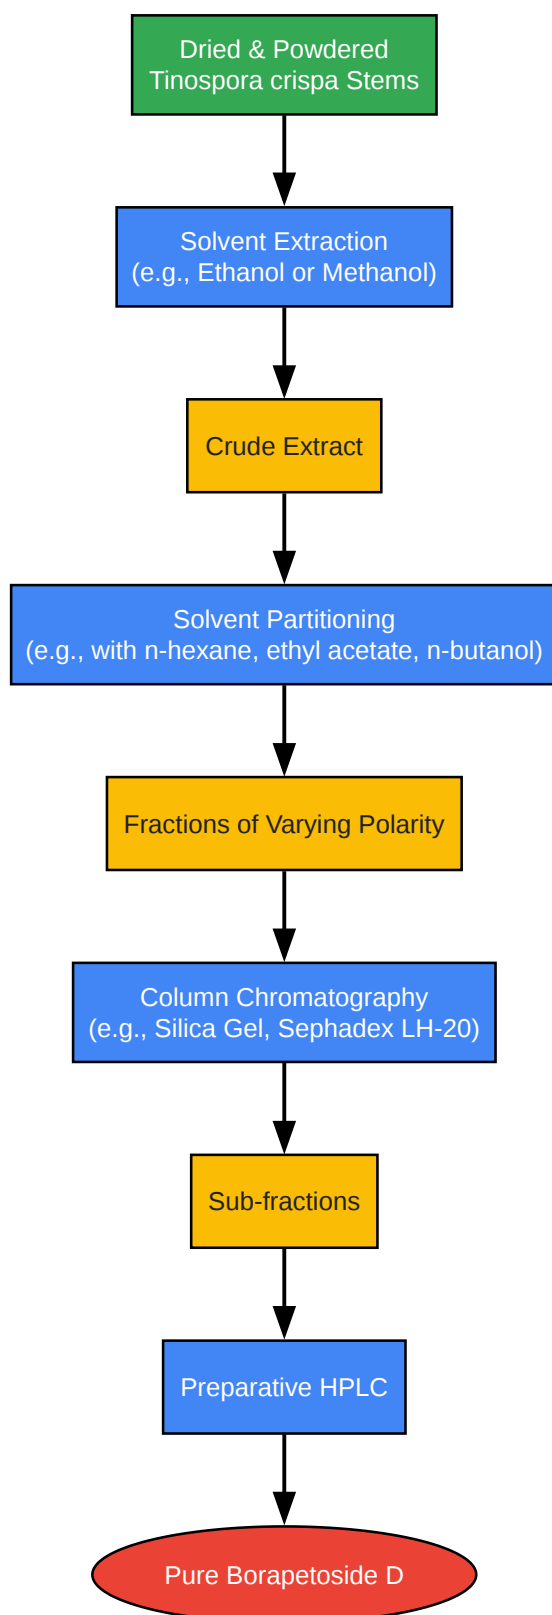 Dried & Powdered
Tinospora crispa Stems
Solvent Extraction
(e.g., Ethanol or Methanol)
Crude Extract
Solvent Partitioning
(e.g., with n-hexane, ethyl acetate, n-butanol)
Fractions of Varying Polarity
Column Chromatography
(e.g., Silica Gel, Sephadex LH-20)
Sub-fractions
Preparative HPLC
Pure Borapetoside D